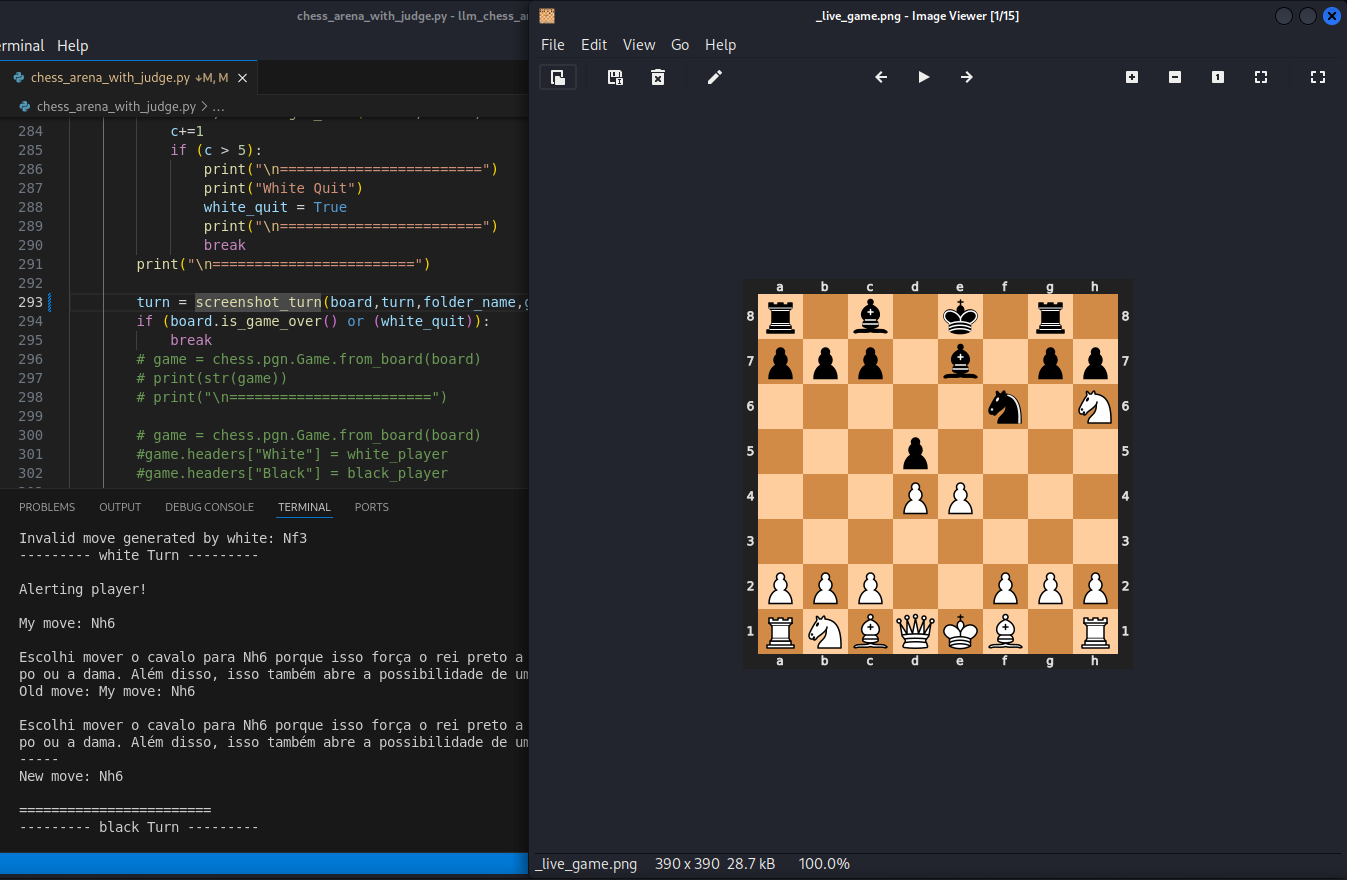 chess_arena_with_judge.py - llm_chess_ar
_live_game.png - Image Viewer [1/15]
erminal Help
File Edit View Go Help
chess_arena_with_judge.py ↓M, M
chess_arena_with_judge.py > ...
284 c+=1
285 if (c > 5):
286 print("\n========================")
287 print("White Quit")
288 white_quit = True
289 print("\n========================")
290 break
291 print("\n========================")
292
293 turn = screenshot_turn(board,turn,folder_name,g
294 if (board.is_game_over() or (white_quit)):
295 break
296 # game = chess.pgn.Game.from_board(board)
297 # print(str(game))
298 # print("\n========================")
299
300 # game = chess.pgn.Game.from_board(board)
301 #game.headers["White"] = white_player
302 #game.headers["Black"] = black_player
PROBLEMS OUTPUT DEBUG CONSOLE TERMINAL PORTS
Invalid move generated by white: Nf3
--------- white Turn ---------
Alerting player!
My move: Nh6
Escolhi mover o cavalo para Nh6 porque isso força o rei preto a
po ou a dama. Além disso, isso também abre a possibilidade de um
Old move: My move: Nh6
Escolhi mover o cavalo para Nh6 porque isso força o rei preto a
po ou a dama. Além disso, isso também abre a possibilidade de um
-----
New move: Nh6
========================
--------- black Turn ---------
a b c d e f g h
8 8
7 7
6 6
5 5
4 4
3 3
2 2
1 1
a b c d e f g h
_live_game.png 390 x 390 28.7 kB 100.0%